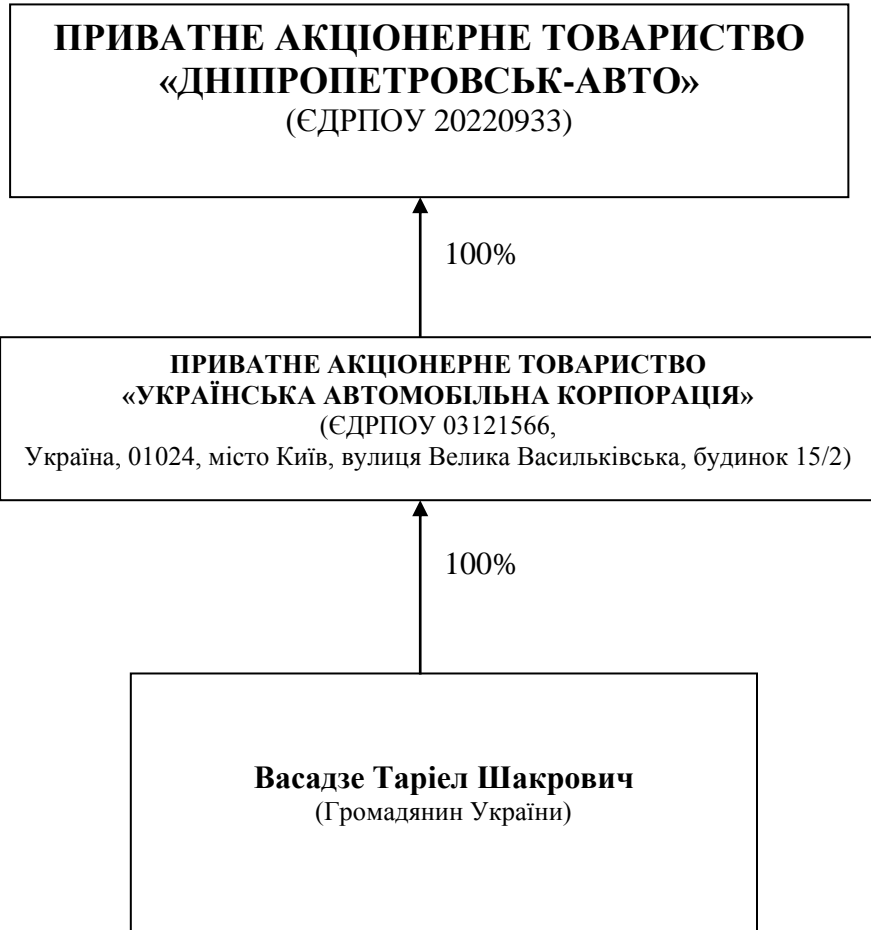 ПРИВАТНЕ АКЦІОНЕРНЕ ТОВАРИСТВО
«ДНІПРОПЕТРОВСЬК-АВТО»
(ЄДРПОУ 20220933)
100%
ПРИВАТНЕ АКЦІОНЕРНЕ ТОВАРИСТВО
«УКРАЇНСЬКА АВТОМОБІЛЬНА КОРПОРАЦІЯ»
(ЄДРПОУ 03121566,
Україна, 01024, місто Київ, вулиця Велика Васильківська, будинок 15/2)
100%
Васадзе Таріел Шакрович
(Громадянин України)